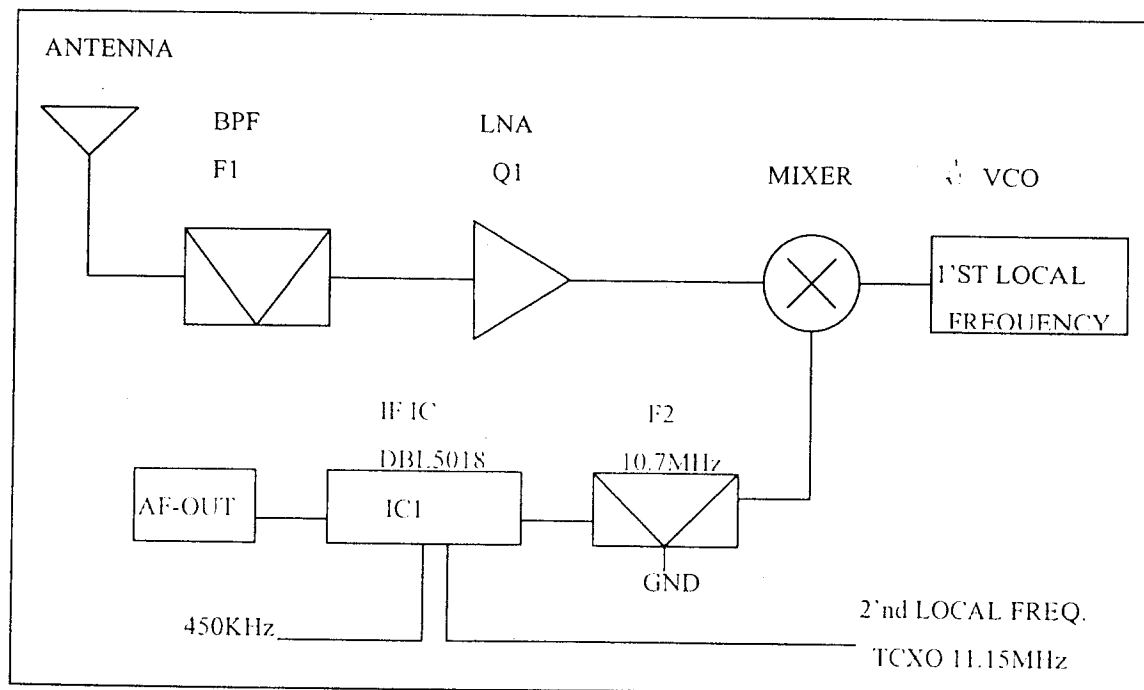 ANTENNA
BPF
F1
LNA
Q1
MIXER
VCO
1'ST LOCAL
FREQUENCY
IF IC
DBL5018
IC1
F2
10.7MHz
AF-OUT
GND
450KHz
2'nd LOCAL FREQ.
TCXO 11.15MHz